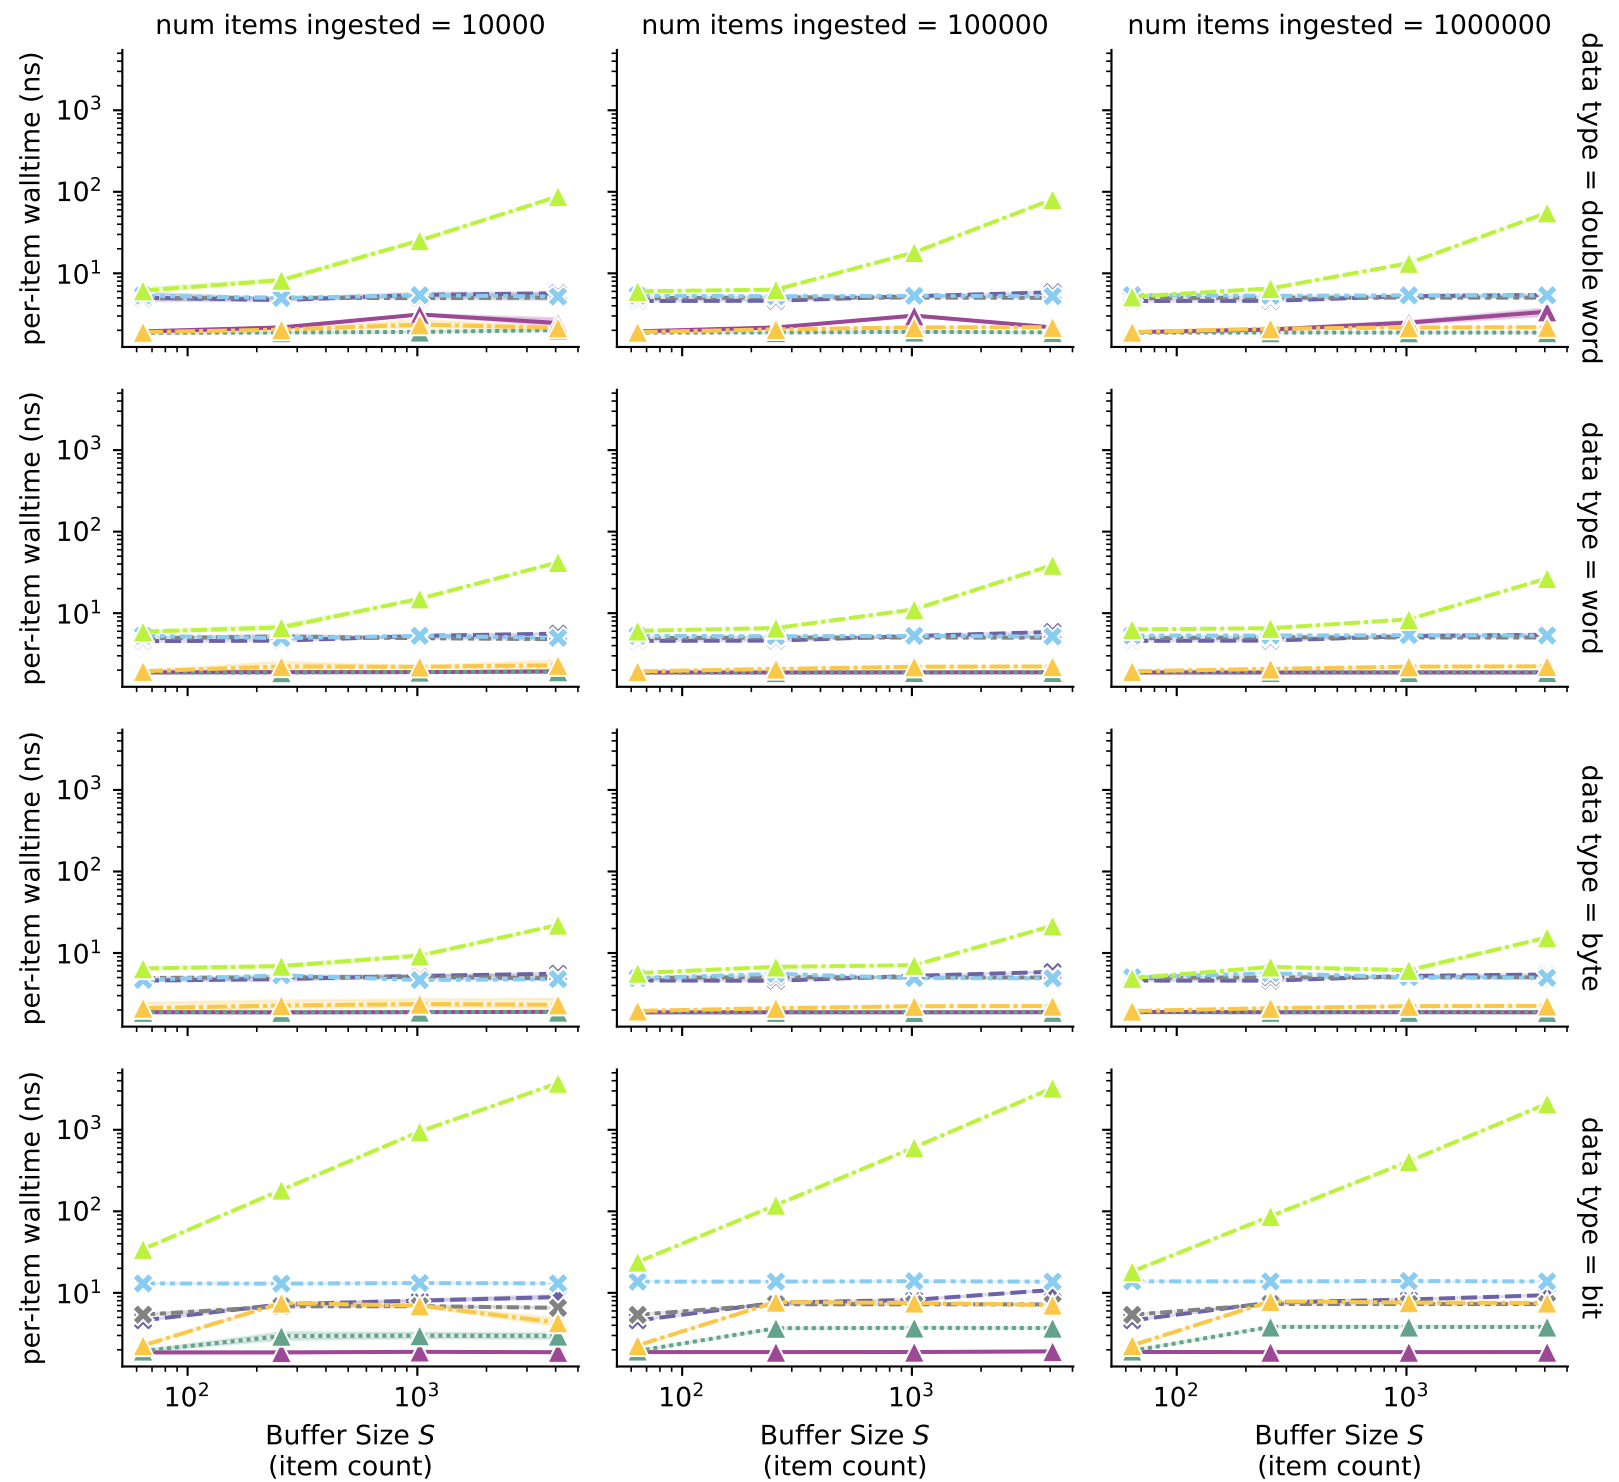 num items ingested = 10000
num items ingested = 100000
num items ingested = 1000000
per-item walltime (ns)
10³
10²
10¹
data type = double word
per-item walltime (ns)
10³
10²
10¹
data type = word
per-item walltime (ns)
10³
10²
10¹
data type = byte
per-item walltime (ns)
10³
10²
10¹
data type = bit
10² 10³ 10² 10³ 10² 10³
Buffer Size S
(item count)
Buffer Size S
(item count)
Buffer Size S
(item count)